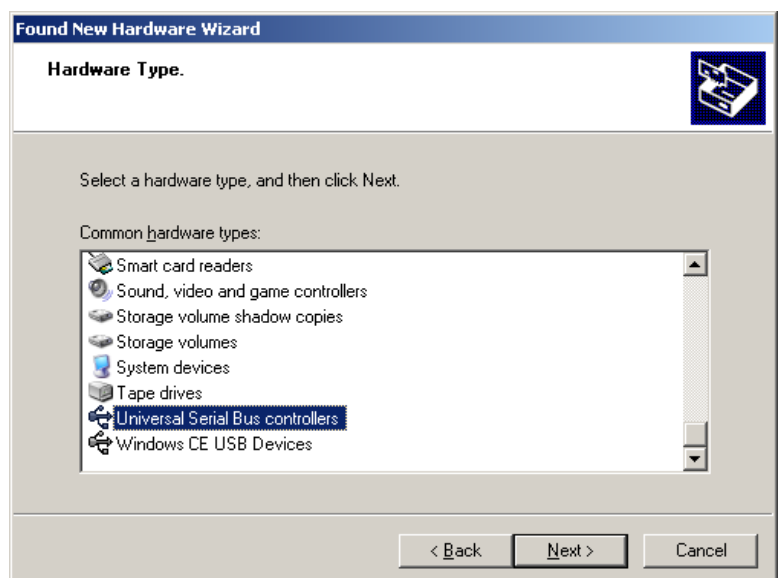 Found New Hardware Wizard
Hardware Type.
Select a hardware type, and then click Next.
Common hardware types:
Smart card readers
Sound, video and game controllers
Storage volume shadow copies
Storage volumes
System devices
Tape drives
Universal Serial Bus controllers
Windows CE USB Devices
< Back Next > Cancel